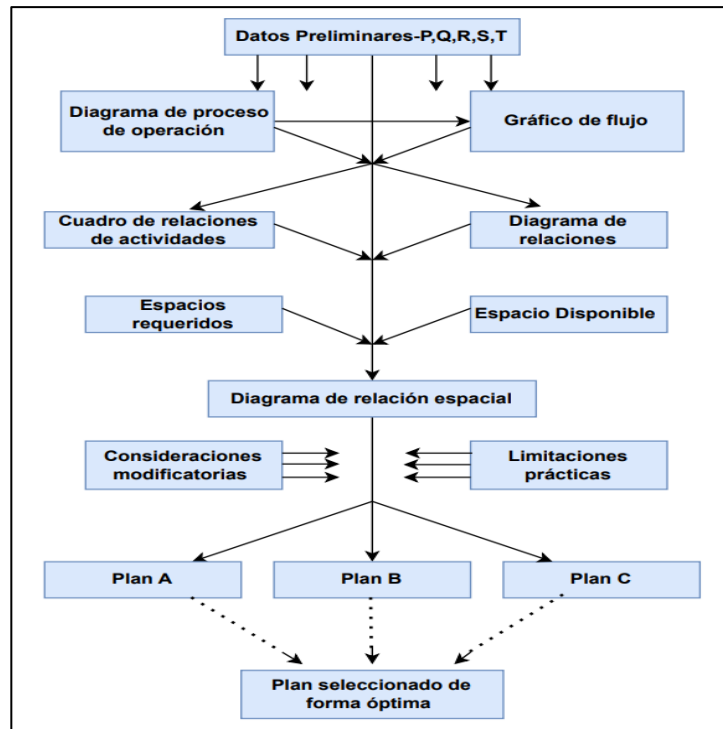 Datos Preliminares-P,Q,R,S,T
Diagrama de proceso
de operación
Gráfico de flujo
Cuadro de relaciones
de actividades
Diagrama de
relaciones
Espacios
requeridos
Espacio Disponible
Diagrama de relación espacial
Consideraciones
modificatorias
Limitaciones
prácticas
Plan A
Plan B
Plan C
Plan seleccionado de
forma óptima